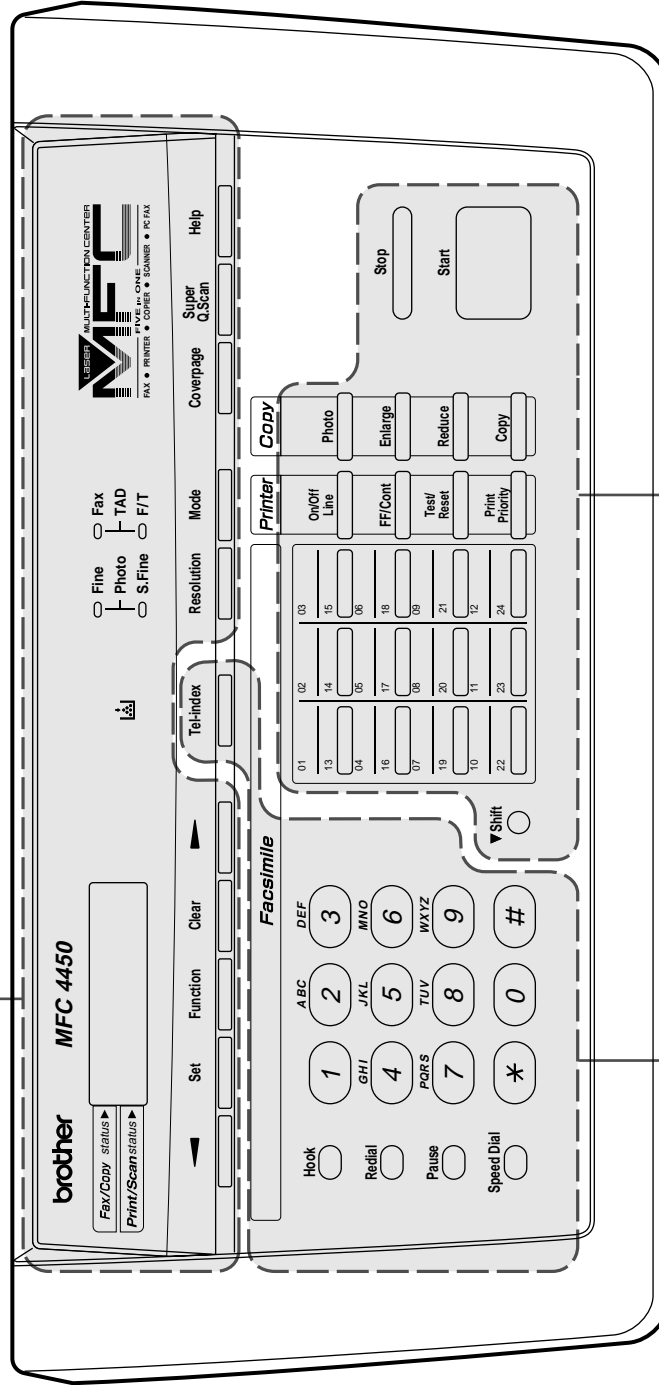 brother
MFC 4450
Fax/Copy status ▶
Print/Scan status ▶
Fine
Photo
S.Fine
Fax
TAD
F/T
LASER
MULTI-FUNCTION CENTER
MFC
FIVE IN ONE
FAX ● PRINTER ● COPIER ● SCANNER ● PC FAX
Set
Function
Clear
Tel-index
Resolution
Mode
Coverpage
Super
Q.Scan
Help
Facsimile
Printer
Copy
Hook
Redial
Pause
Speed Dial
ABC
DEF
1
2
3
GHI
JKL
MNO
4
5
6
PQRS
TUV
WXYZ
7
8
9
*
0
#
▼Shift
01
02
03
13
14
15
04
05
06
16
17
18
07
08
09
19
20
21
10
11
12
22
23
24
On/Off
Line
FF/Cont
Test/
Reset
Print
Priority
Photo
Enlarge
Reduce
Copy
Stop
Start